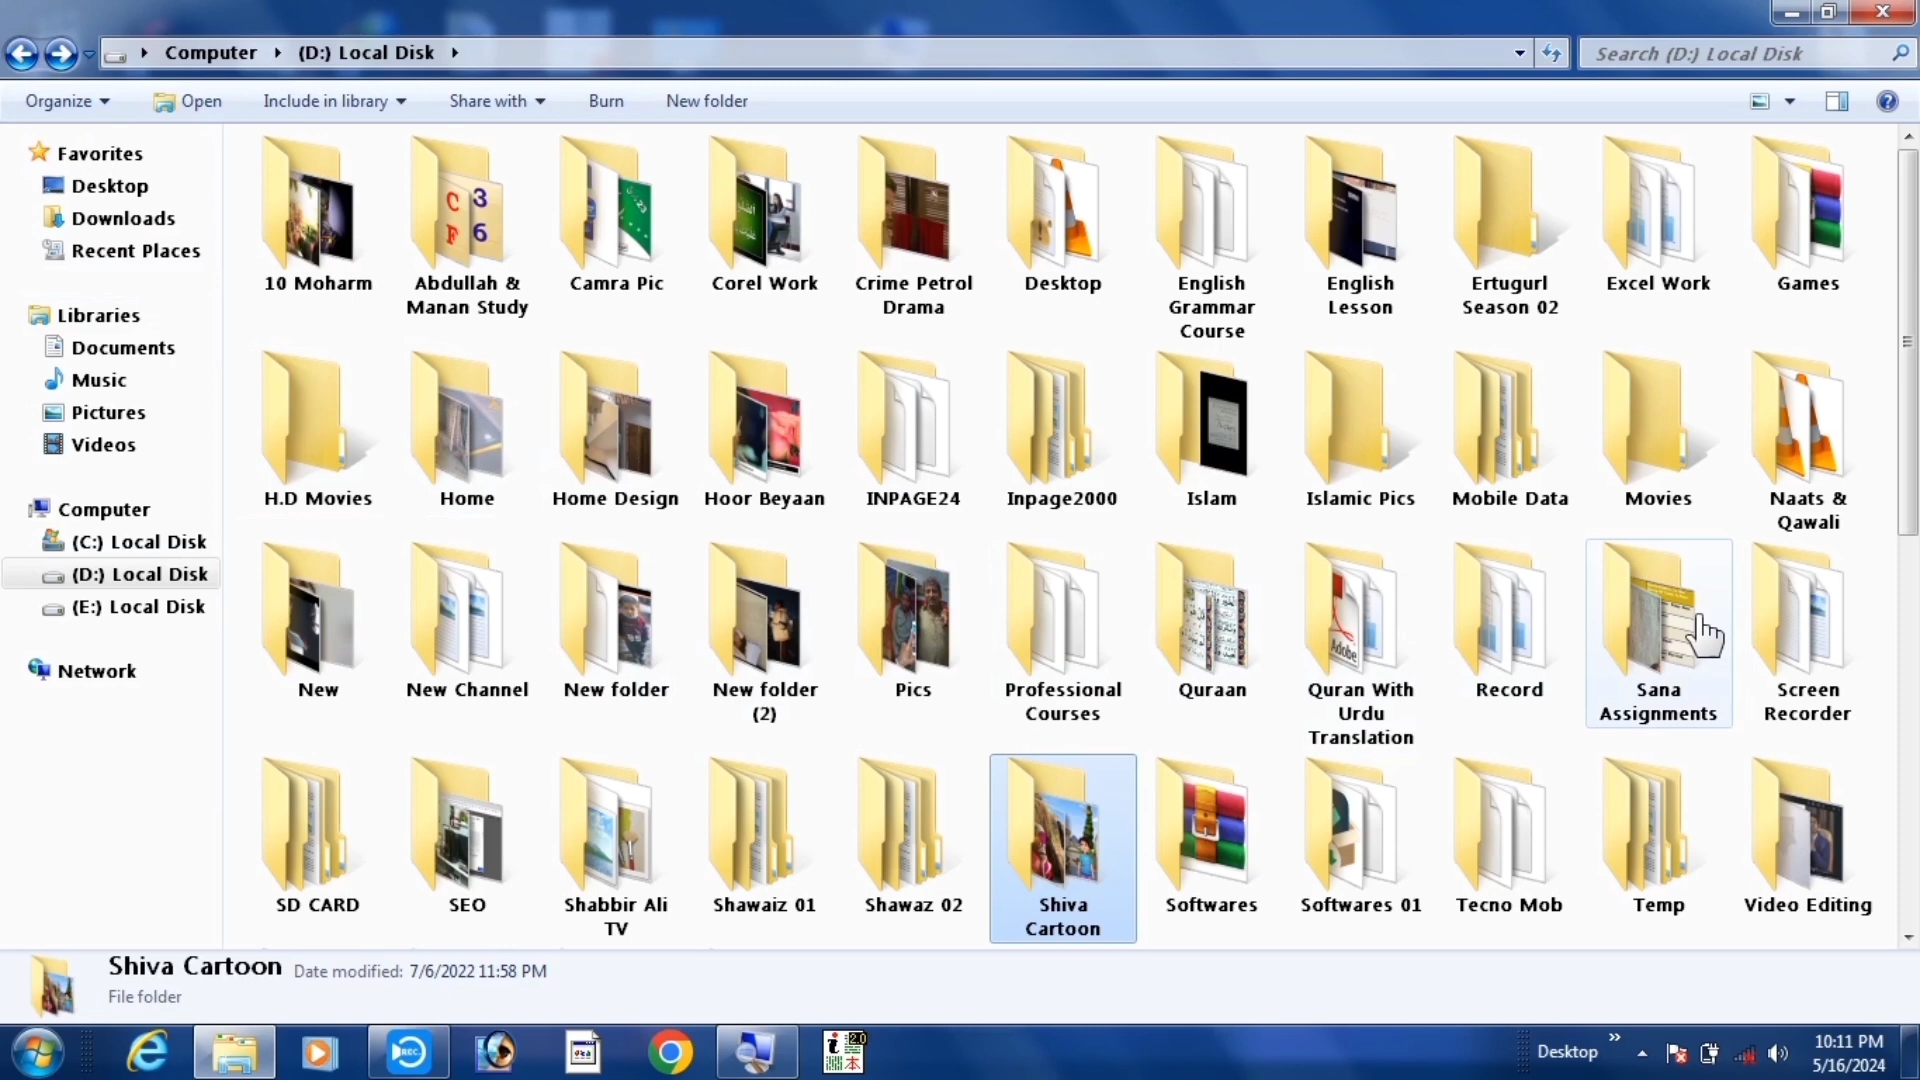 Computer (D:) Local Disk
Search (D:) Local Disk
Organize Open Include in library Share with Burn New folder
Favorites
Desktop
Downloads
Recent Places
Libraries
Documents
Music
Pictures
Videos
Computer
(C:) Local Disk
(D:) Local Disk
(E:) Local Disk
Network
10 Moharm
C 3
F 6
Abdullah &
Manan Study
Camra Pic
Corel Work
Crime Petrol
Drama
Desktop
English
Grammar
Course
English
Lesson
Ertugurl
Season 02
Excel Work
Games
H.D Movies
Home
Home Design
Hoor Beyaan
INPAGE24
Inpage2000
Islam
Islamic Pics
Mobile Data
Movies
Naats &
Qawali
New
New Channel
New folder
New folder
(2)
Pics
Professional
Courses
Quraan
Adobe
Quran With
Urdu
Translation
Record
Sana
Assignments
Screen
Recorder
SD CARD
SEO
Shabbir Ali
TV
Shawaiz 01
Shawaz 02
Shiva
Cartoon
Softwares
Softwares 01
Tecno Mob
Temp
Video Editing
Shiva Cartoon Date modified: 7/6/2022 11:58 PM
File folder
REC
2.0
Desktop
10:11 PM
5/16/2024